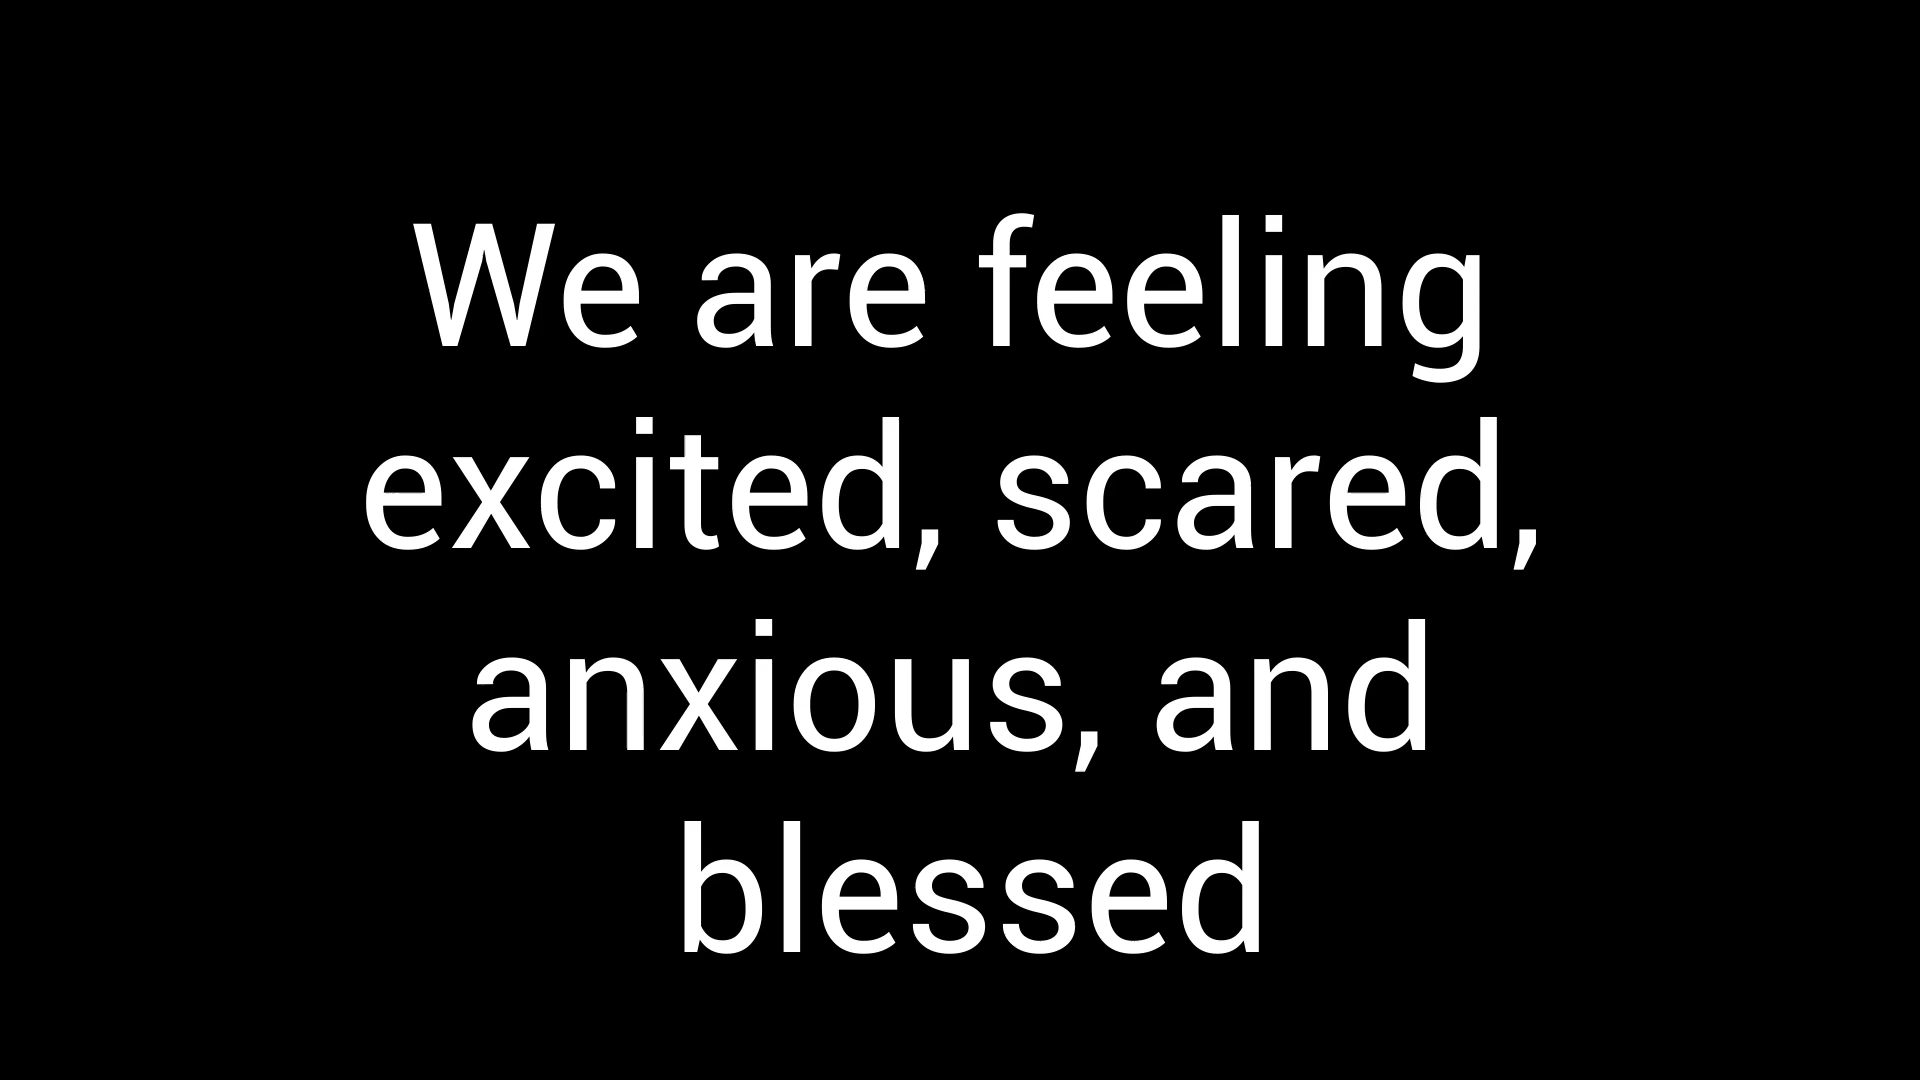 We are feeling
excited, scared,
anxious, and
blessed